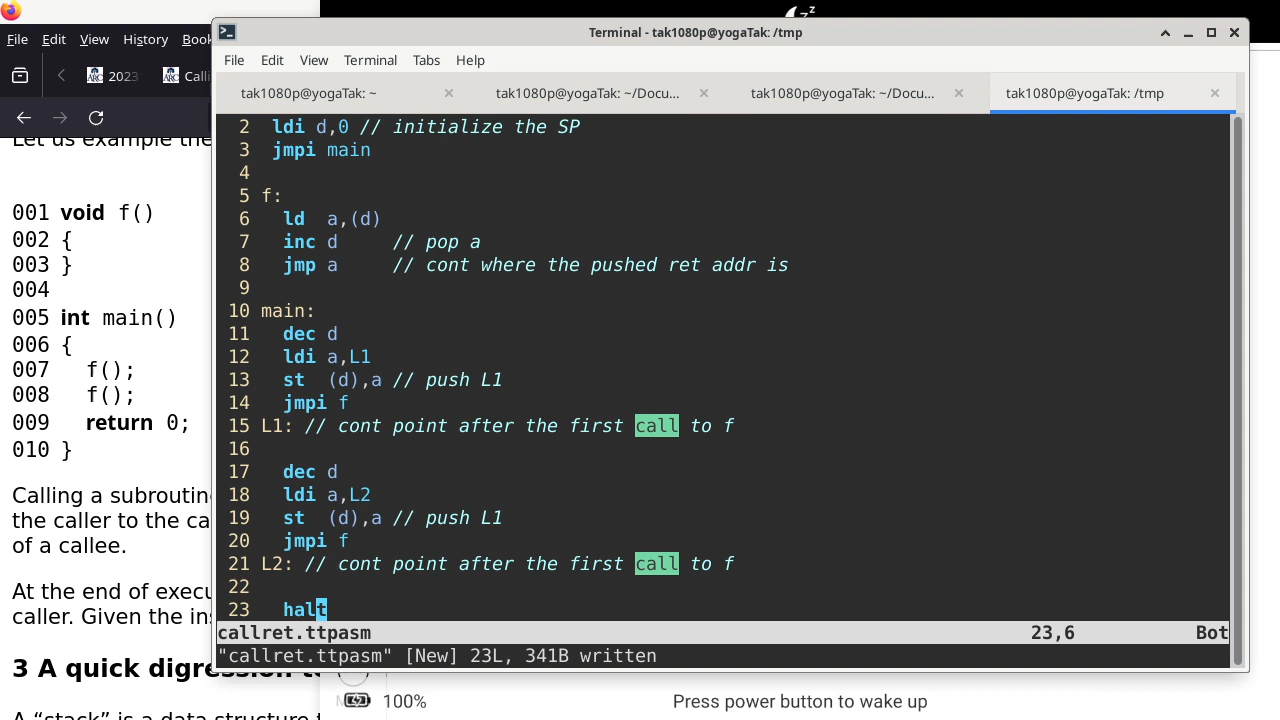 Terminal - tak1080p@yogaTak: /tmp
File Edit View History Book
File Edit View Terminal Tabs Help
2023 Calli
tak1080p@yogaTak: ~ tak1080p@yogaTak: ~/Docu... tak1080p@yogaTak: ~/Docu... tak1080p@yogaTak: /tmp
Let us example the
001 void f()
002 {
003 }
004
005 int main()
006 {
007 f();
008 f();
009 return 0;
010 }
Calling a subroutin
the caller to the ca
of a callee.
At the end of execu
caller. Given the ins
3 A quick digression to
A “stack” is a data structure t
2 ldi d,0 // initialize the SP
3 jmpi main
4
5 f:
6 ld a,(d)
7 inc d // pop a
8 jmp a // cont where the pushed ret addr is
9
10 main:
11 dec d
12 ldi a,L1
13 st (d),a // push L1
14 jmpi f
15 L1: // cont point after the first call to f
16
17 dec d
18 ldi a,L2
19 st (d),a // push L1
20 jmpi f
21 L2: // cont point after the first call to f
22
23 halt
callret.ttpasm 23,6 Bot
"callret.ttpasm" [New] 23L, 341B written
100% Press power button to wake up